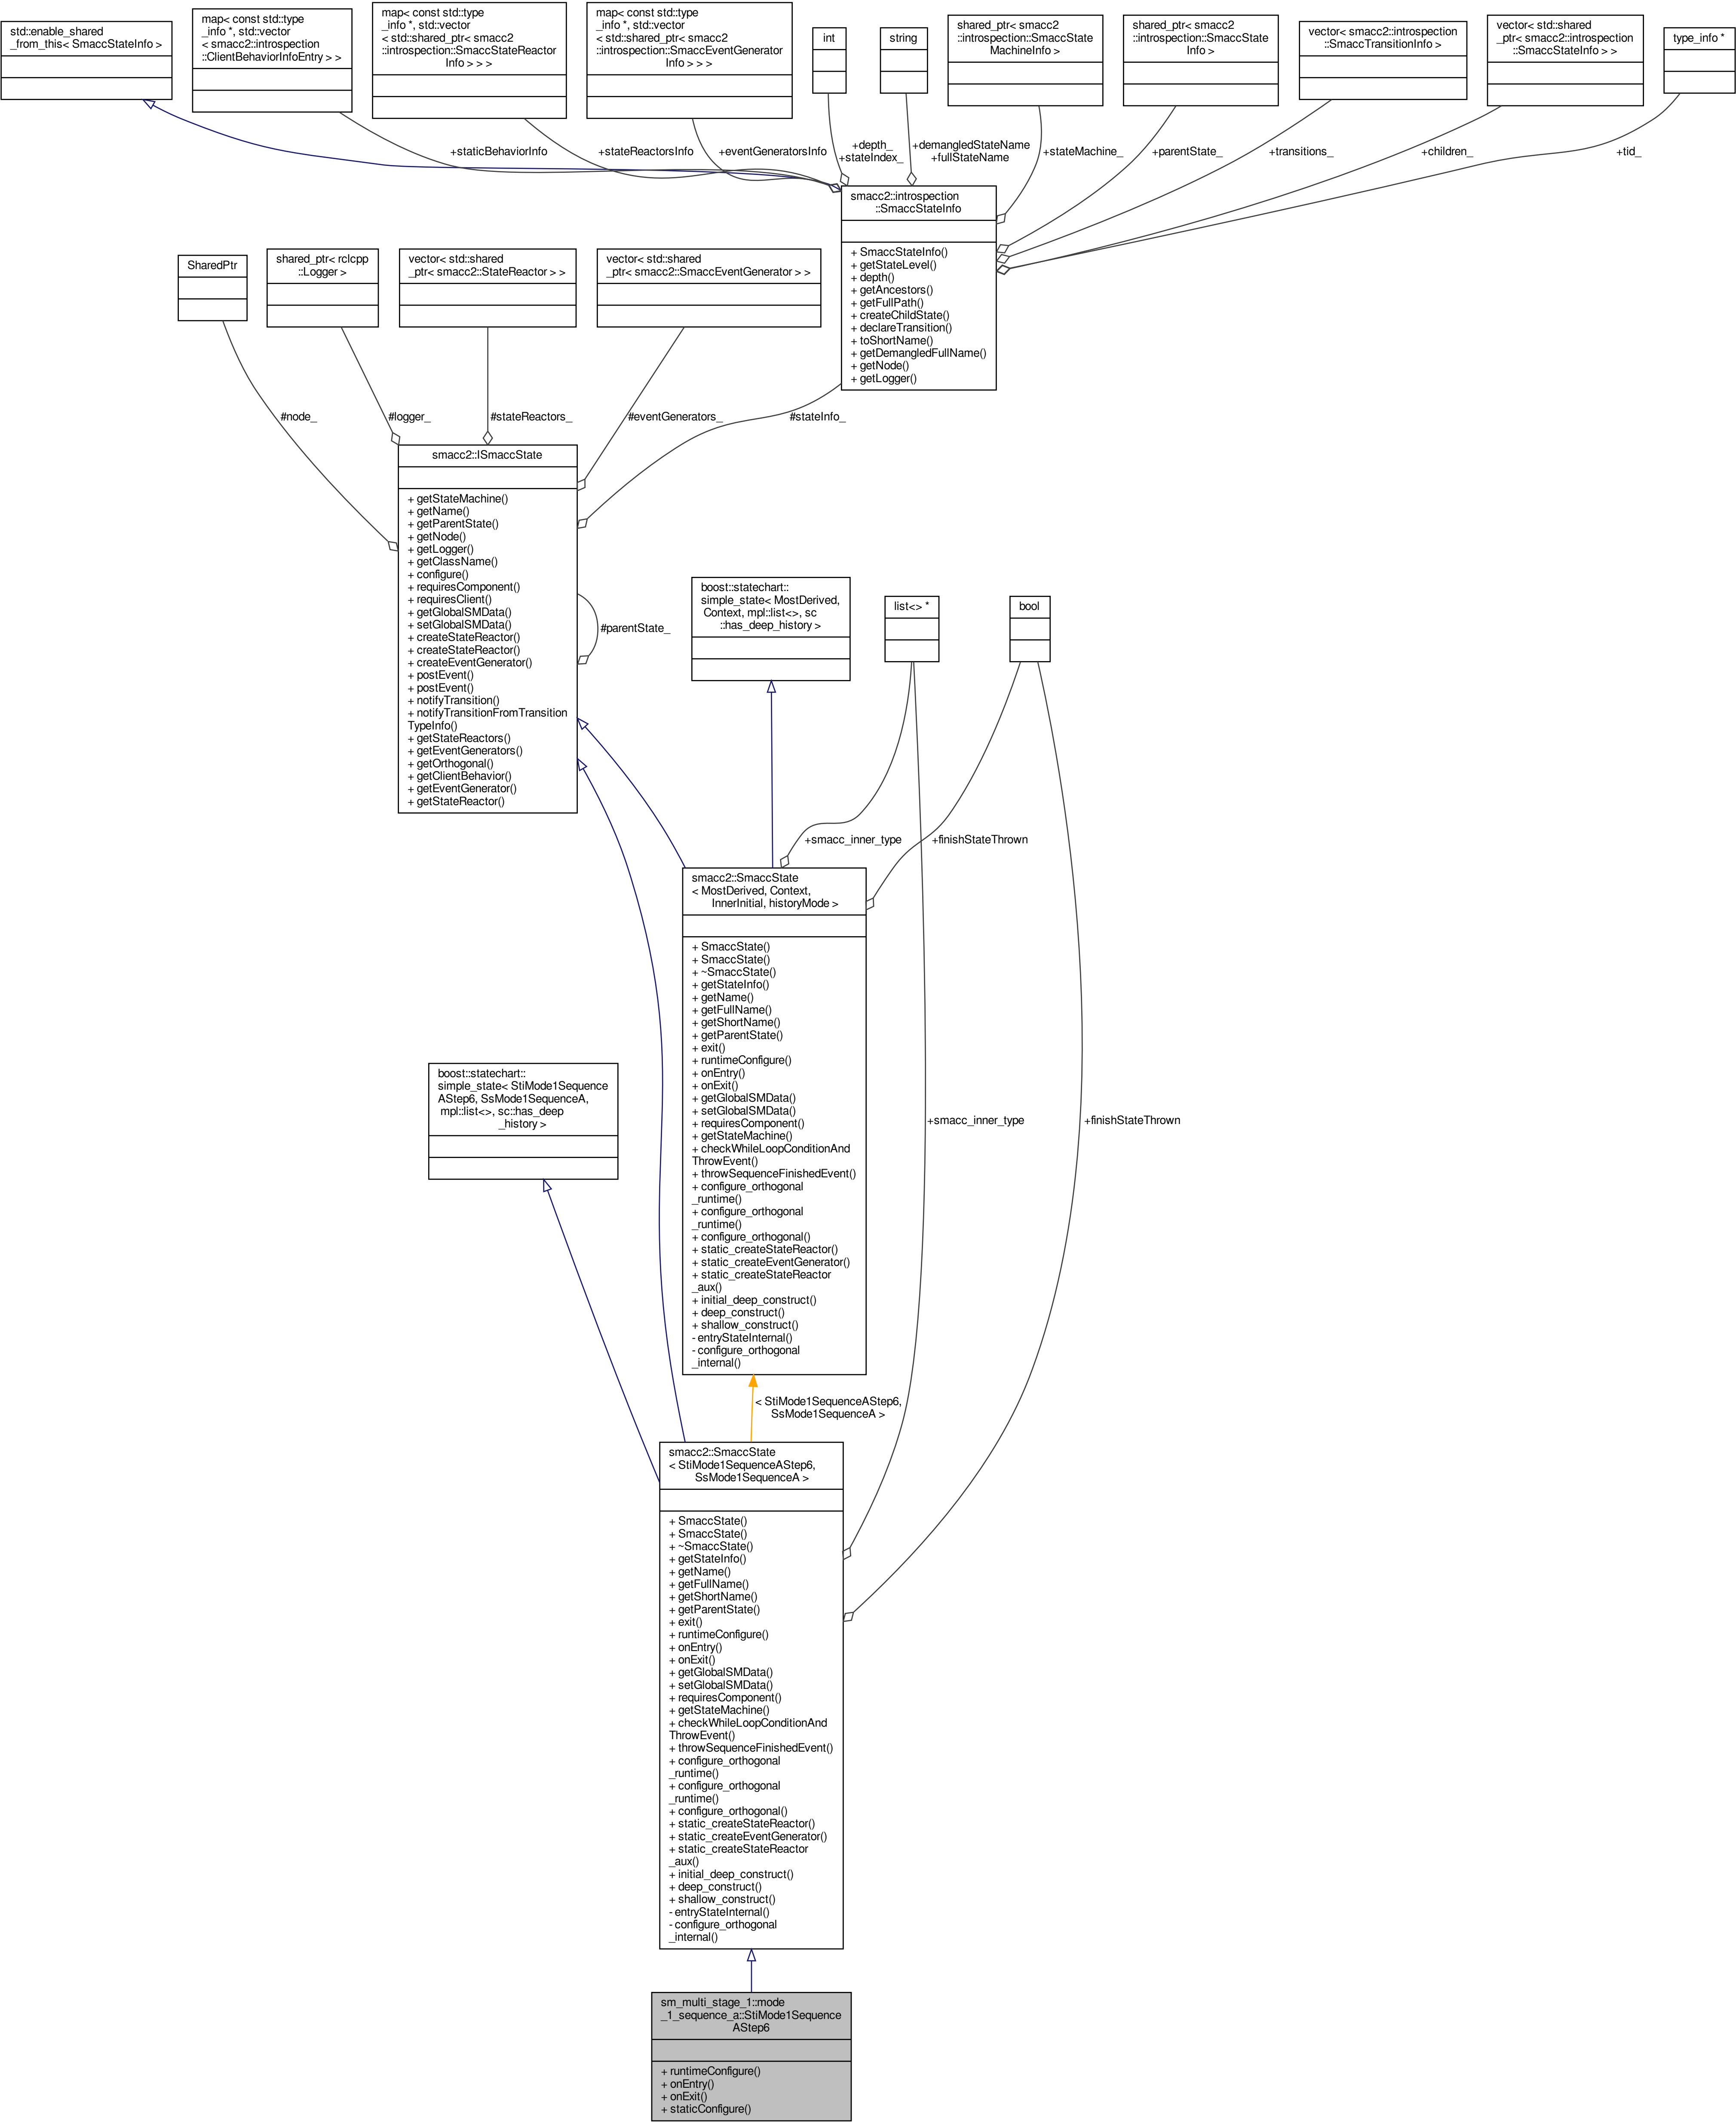 std::enable_shared
_from_this< SmaccStateInfo >
map< const std::type
_info *, std::vector
< smacc2::introspection
::ClientBehaviorInfoEntry > >
map< const std::type
_info *, std::vector
< std::shared_ptr< smacc2
::introspection::SmaccStateReactor
Info > > >
map< const std::type
_info *, std::vector
< std::shared_ptr< smacc2
::introspection::SmaccEventGenerator
Info > > >
int
string
shared_ptr< smacc2
::introspection::SmaccState
MachineInfo >
shared_ptr< smacc2
::introspection::SmaccState
Info >
vector< smacc2::introspection
::SmaccTransitionInfo >
vector< std::shared
_ptr< smacc2::introspection
::SmaccStateInfo > >
type_info *
+staticBehaviorInfo
+stateReactorsInfo
+eventGeneratorsInfo
+depth_
+stateIndex_
+demangledStateName
+fullStateName
+stateMachine_
+parentState_
+transitions_
+children_
+tid_
smacc2::introspection
::SmaccStateInfo
+ SmaccStateInfo()
+ getStateLevel()
+ depth()
+ getAncestors()
+ getFullPath()
+ createChildState()
+ declareTransition()
+ toShortName()
+ getDemangledFullName()
+ getNode()
+ getLogger()
SharedPtr
shared_ptr< rclcpp
::Logger >
vector< std::shared
_ptr< smacc2::StateReactor > >
vector< std::shared
_ptr< smacc2::SmaccEventGenerator > >
#node_
#logger_
#stateReactors_
#eventGenerators_
#stateInfo_
smacc2::ISmaccState
+ getStateMachine()
+ getName()
+ getParentState()
+ getNode()
+ getLogger()
+ getClassName()
+ configure()
+ requiresComponent()
+ requiresClient()
+ getGlobalSMData()
+ setGlobalSMData()
+ createStateReactor()
+ createStateReactor()
+ createEventGenerator()
+ postEvent()
+ postEvent()
+ notifyTransition()
+ notifyTransitionFromTransition
TypeInfo()
+ getStateReactors()
+ getEventGenerators()
+ getOrthogonal()
+ getClientBehavior()
+ getEventGenerator()
+ getStateReactor()
#parentState_
boost::statechart::
simple_state< MostDerived,
Context, mpl::list<>, sc
::has_deep_history >
list<> *
bool
+smacc_inner_type
+finishStateThrown
smacc2::SmaccState
< MostDerived, Context,
InnerInitial, historyMode >
+ SmaccState()
+ SmaccState()
+ ~SmaccState()
+ getStateInfo()
+ getName()
+ getFullName()
+ getShortName()
+ getParentState()
+ exit()
+ runtimeConfigure()
+ onEntry()
+ onExit()
+ getGlobalSMData()
+ setGlobalSMData()
+ requiresComponent()
+ getStateMachine()
+ checkWhileLoopConditionAnd
ThrowEvent()
+ throwSequenceFinishedEvent()
+ configure_orthogonal
_runtime()
+ configure_orthogonal
_runtime()
+ configure_orthogonal()
+ static_createStateReactor()
+ static_createEventGenerator()
+ static_createStateReactor
_aux()
+ initial_deep_construct()
+ deep_construct()
+ shallow_construct()
- entryStateInternal()
- configure_orthogonal
_internal()
boost::statechart::
simple_state< StiMode1Sequence
AStep6, SsMode1SequenceA,
mpl::list<>, sc::has_deep
_history >
+smacc_inner_type
+finishStateThrown
< StiMode1SequenceAStep6,
SsMode1SequenceA >
smacc2::SmaccState
< StiMode1SequenceAStep6,
SsMode1SequenceA >
+ SmaccState()
+ SmaccState()
+ ~SmaccState()
+ getStateInfo()
+ getName()
+ getFullName()
+ getShortName()
+ getParentState()
+ exit()
+ runtimeConfigure()
+ onEntry()
+ onExit()
+ getGlobalSMData()
+ setGlobalSMData()
+ requiresComponent()
+ getStateMachine()
+ checkWhileLoopConditionAnd
ThrowEvent()
+ throwSequenceFinishedEvent()
+ configure_orthogonal
_runtime()
+ configure_orthogonal
_runtime()
+ configure_orthogonal()
+ static_createStateReactor()
+ static_createEventGenerator()
+ static_createStateReactor
_aux()
+ initial_deep_construct()
+ deep_construct()
+ shallow_construct()
- entryStateInternal()
- configure_orthogonal
_internal()
sm_multi_stage_1::mode
_1_sequence_a::StiMode1Sequence
AStep6
+ runtimeConfigure()
+ onEntry()
+ onExit()
+ staticConfigure()